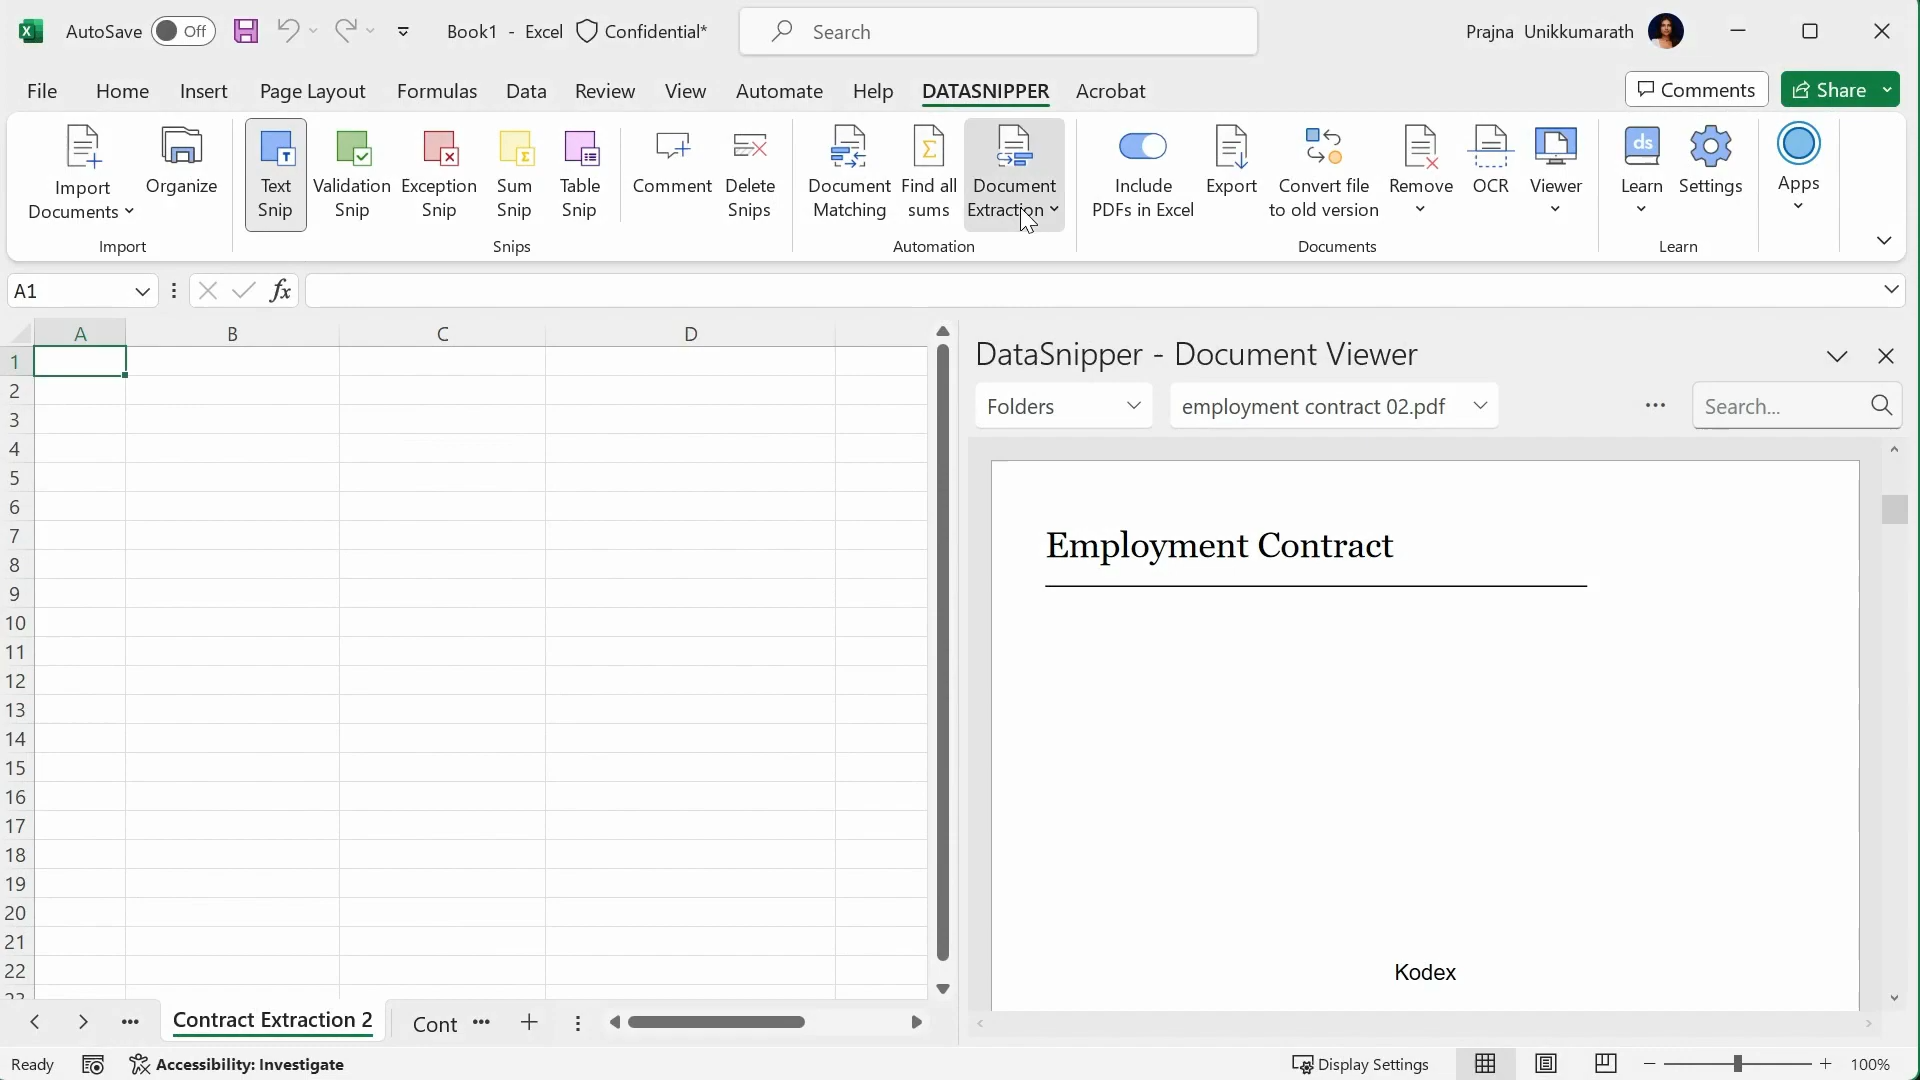 AutoSave Off Book1 - Excel Confidential* Search Prajna Unikkumarath
File Home Insert Page Layout Formulas Data Review View Automate Help DATASNIPPER Acrobat Comments Share
Import Documents
Organize
Text Snip
Validation Snip
Exception Snip
Sum Snip
Table Snip
Comment
Delete Snips
Document Matching
Find all sums
Document Extraction
Include PDFs in Excel
Export
Convert file to old version
Remove
OCR
Viewer
ds
Learn
Settings
Apps
Import Snips Automation Documents Learn
A1 fx
A B C D
1
2
3
4
5
6
7
8
9
10
11
12
13
14
15
16
17
18
19
20
21
22
DataSnipper - Document Viewer
Folders employment contract 02.pdf ... Search...
Employment Contract
Kodex
... Contract Extraction 2 Cont ...
Ready Accessibility: Investigate Display Settings 100%